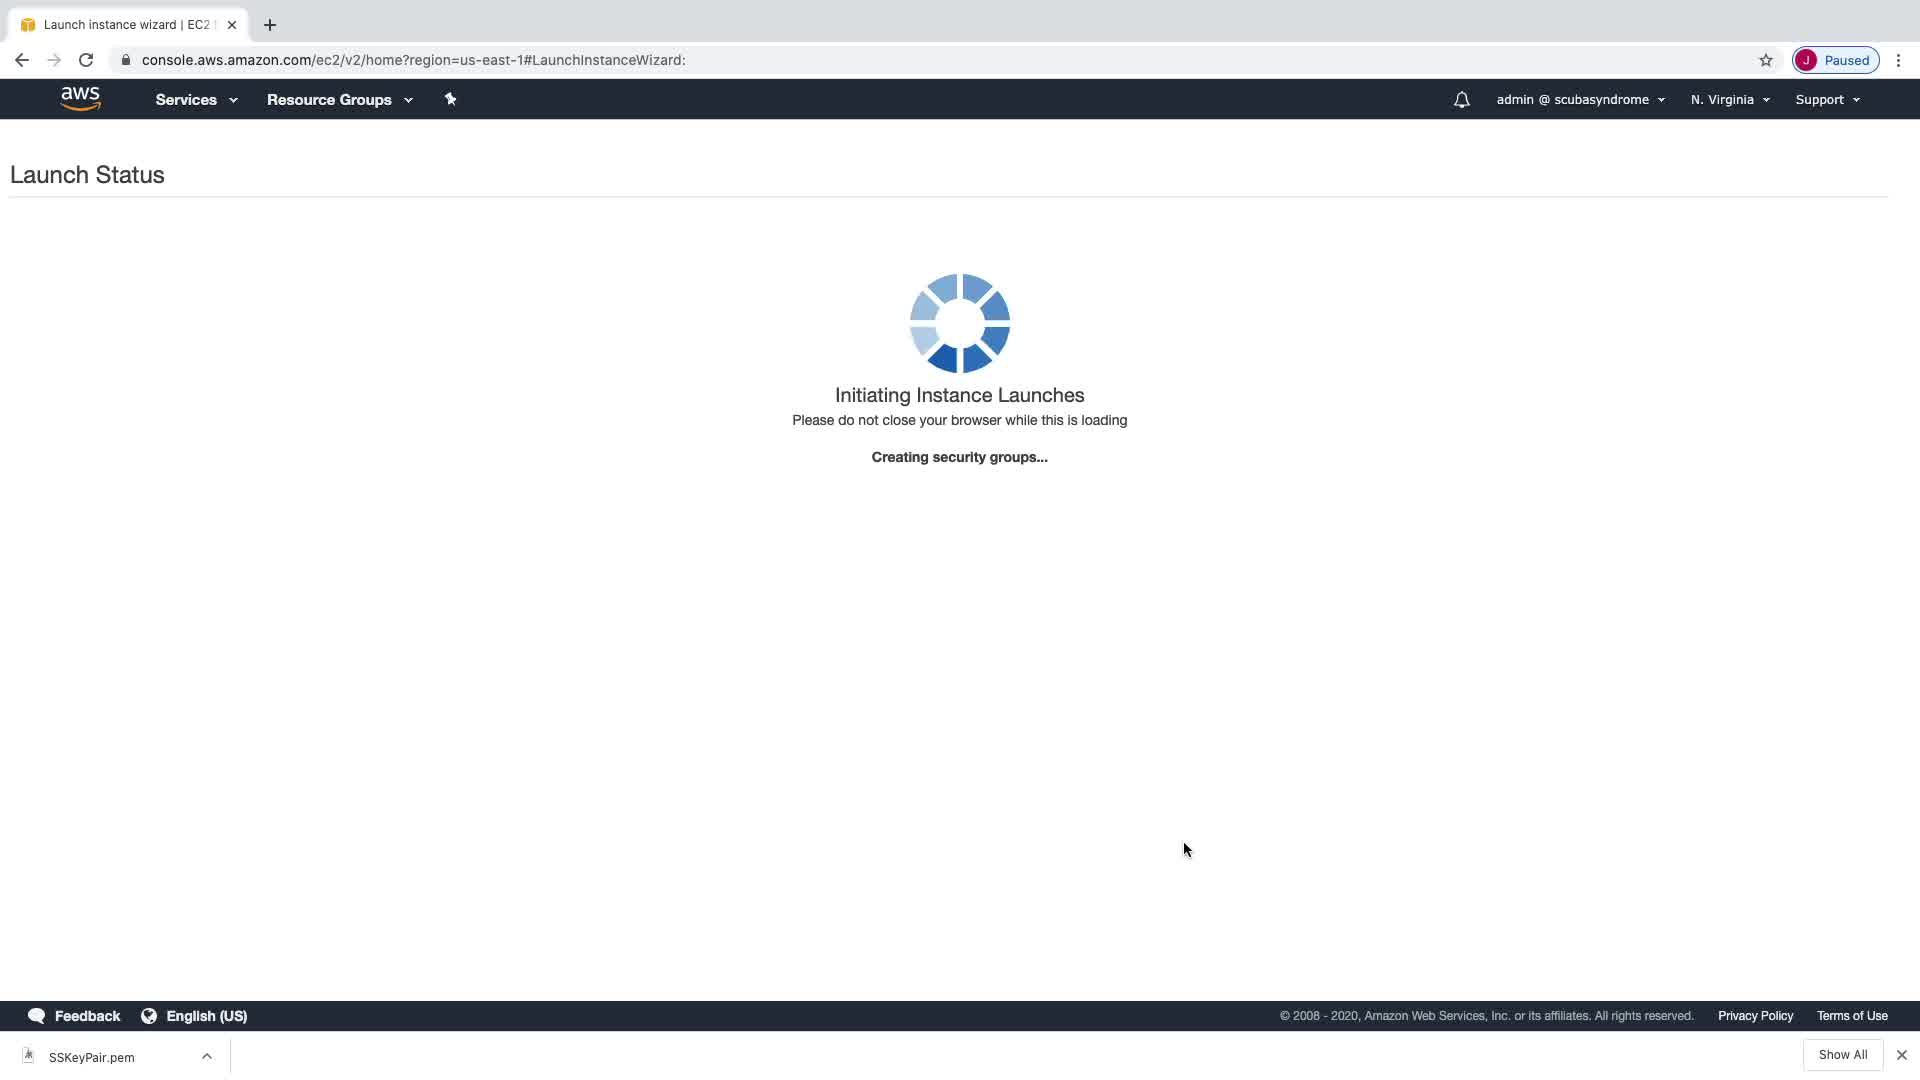 Launch instance wizard | EC2
console.aws.amazon.com/ec2/v2/home?region=us-east-1#LaunchInstanceWizard:
J Paused
aws Services Resource Groups admin @ scubasyndrome N. Virginia Support
Launch Status
Initiating Instance Launches
Please do not close your browser while this is loading
Creating security groups...
Feedback English (US) © 2008 - 2020, Amazon Web Services, Inc. or its affiliates. All rights reserved. Privacy Policy Terms of Use
SSKeyPair.pem Show All